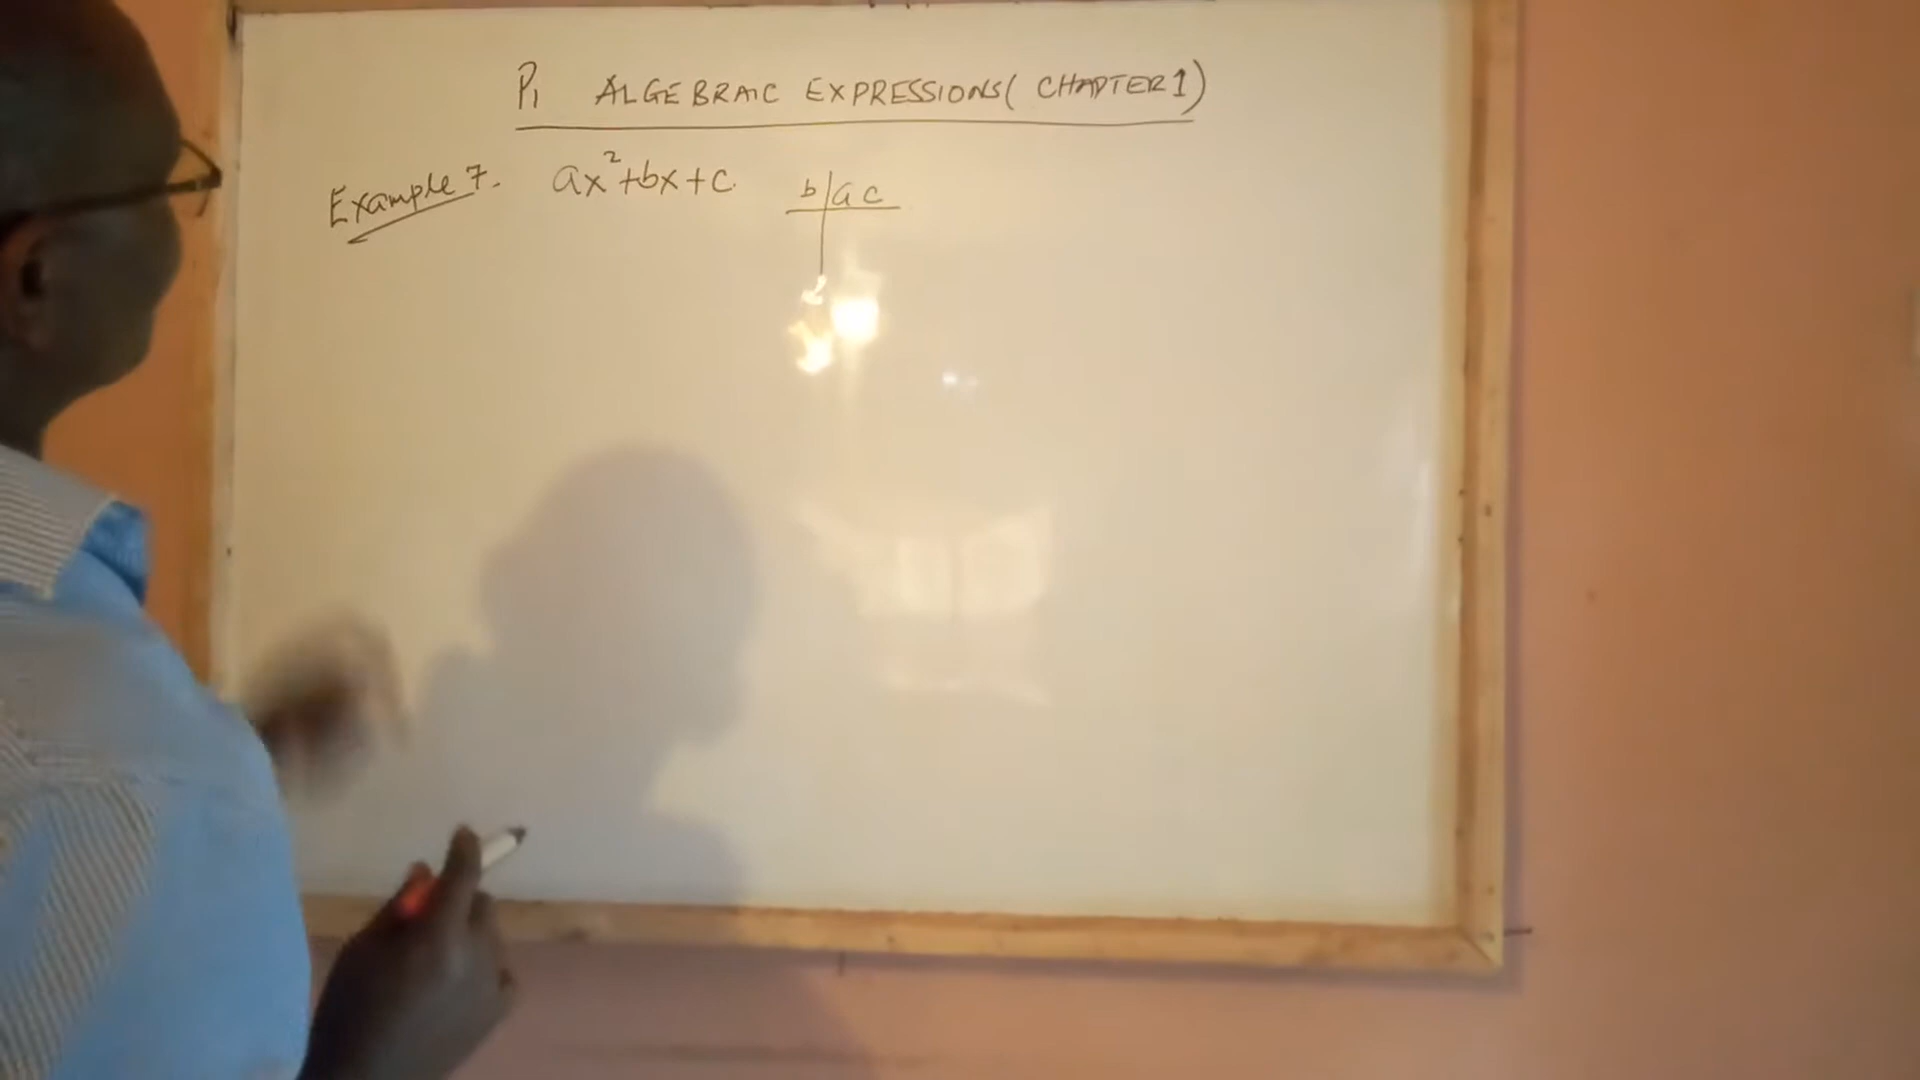 P₁ ALGEBRAIC EXPRESSIONS( CHAPTER 1)
Example 7. ax²+bx+c. b|ac